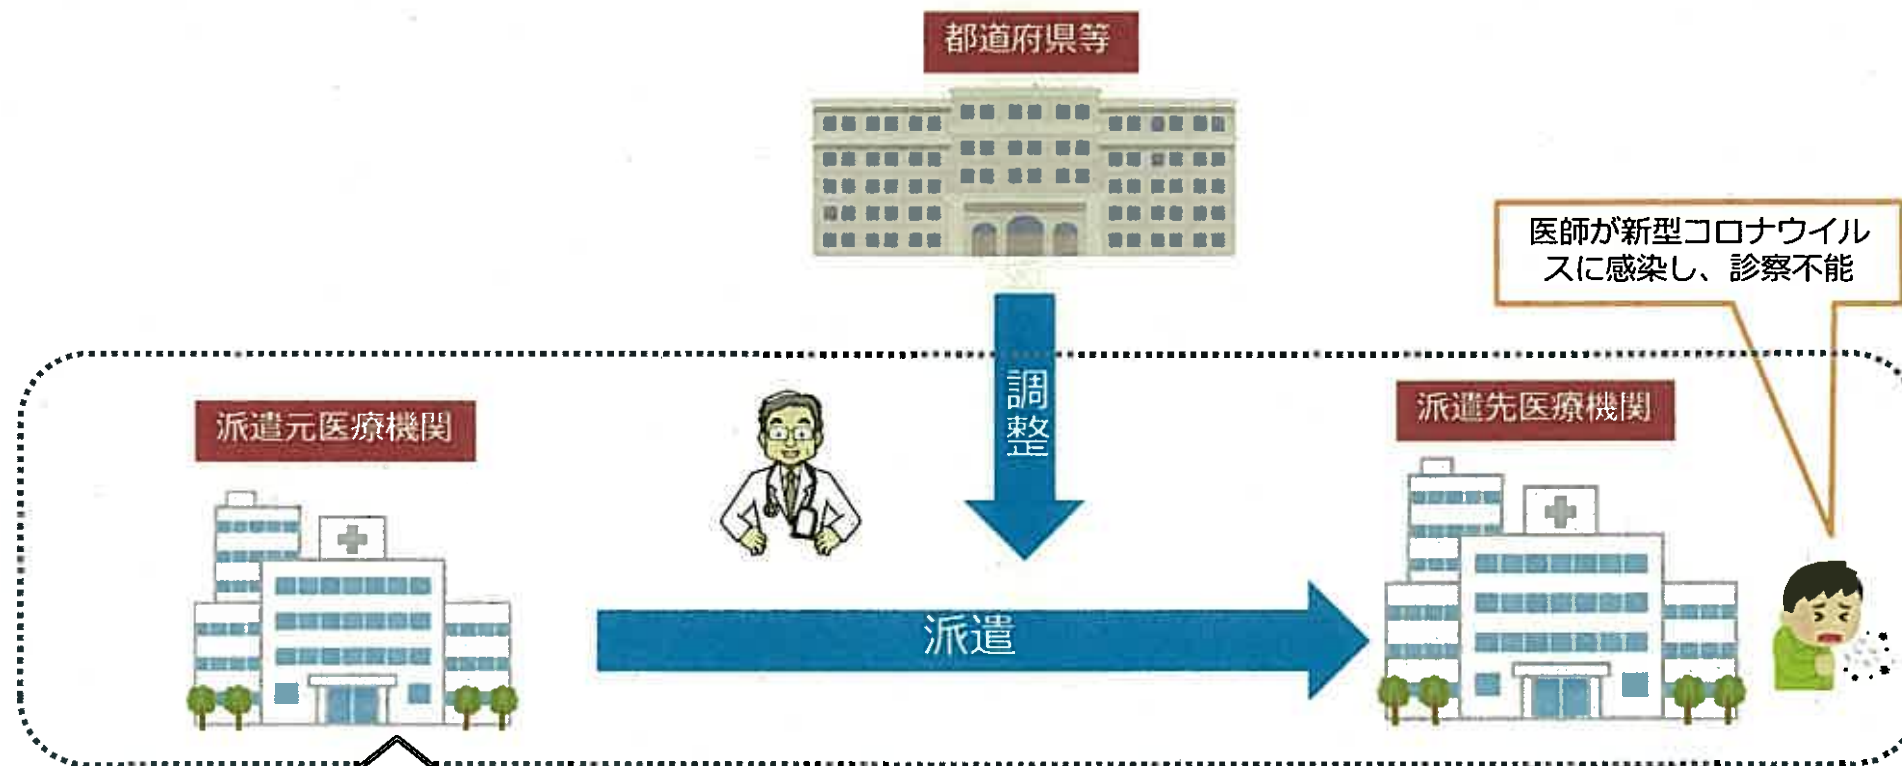 都道府県等
医師が新型コロナウイル
スに感染し、診察不能
派遣元医療機関
調整
派遣先医療機関
派遣